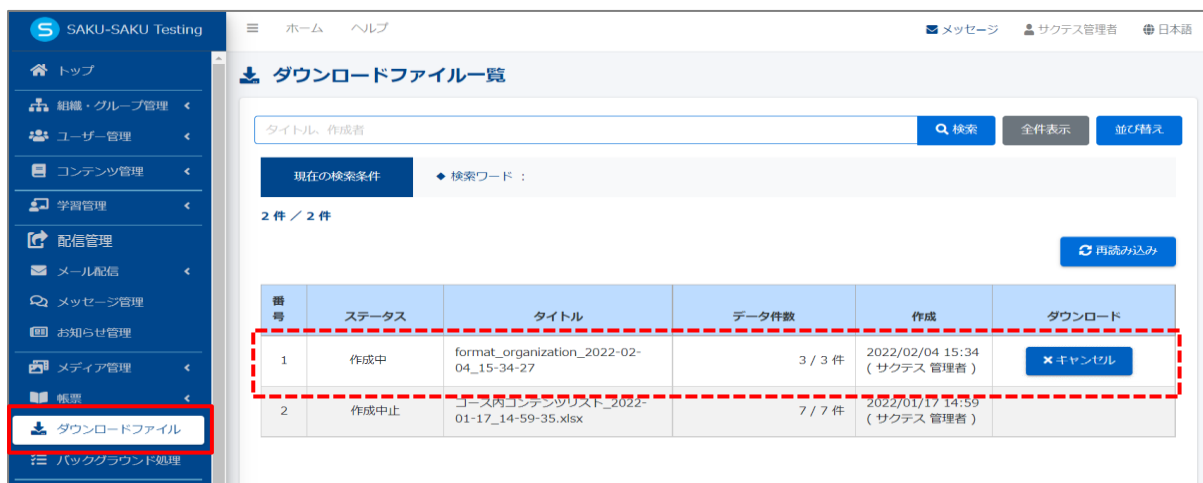 S SAKU-SAKU Testing
ホーム ヘルプ メッセージ サクテス管理者 日本語
トップ
ダウンロードファイル一覧
組織・グループ管理
ユーザー管理
タイトル、作成者 検索 全件表示 並び替え
コンテンツ管理
現在の検索条件 ◆ 検索ワード :
学習管理
2 件 / 2 件
配信管理
再読み込み
メール配信
メッセージ管理
お知らせ管理
メディア管理
帳票
ダウンロードファイル
バックグラウンド処理
番号 ステータス タイトル データ件数 作成 ダウンロード
1 作成中 format_organization_2022-02-04_15-34-27 3 / 3 件 2022/02/04 15:34 ( サクテス 管理者 ) キャンセル
2 作成中止 コース内コンテンツリスト_2022-01-17_14-59-35.xlsx 7 / 7 件 2022/01/17 14:59 ( サクテス 管理者 )